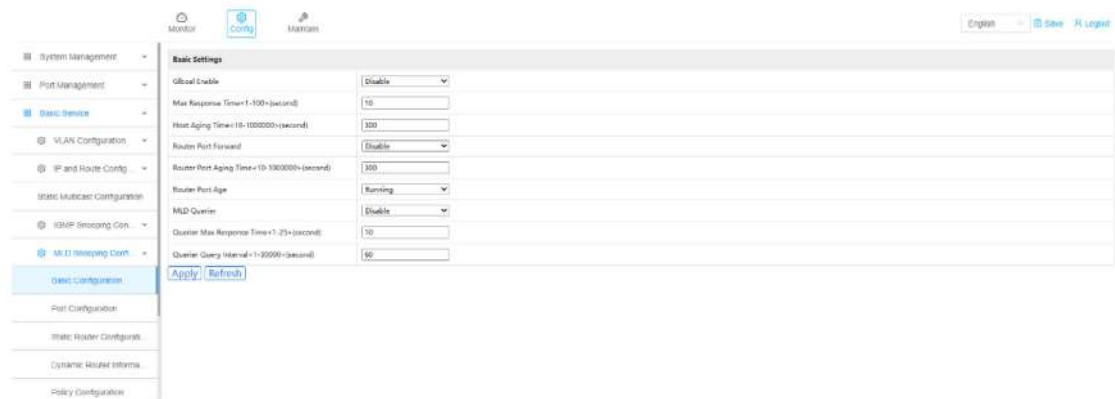 Monitor
Config
Maintain
English
Save
Logout
System Management
Port Management
Basic Service
VLAN Configuration
IP and Route Config...
Static Multicast Configuration
IGMP Snooping Con...
MLD Snooping Confi...
Basic Configuration
Port Configuration
Static Router Configurati...
Dynamic Router Informa...
Policy Configuration
Basic Settings
Glboal Enable
Disable
Max Response Time<1-100>(second)
10
Host Aging Time<10-1000000>(second)
300
Router Port Forward
Disable
Router Port Aging Time<10-1000000>(second)
300
Router Port Age
Running
MLD Querier
Disable
Querier Max Response Time<1-25>(second)
10
Querier Query Interval<1-30000>(second)
60
Apply
Refresh